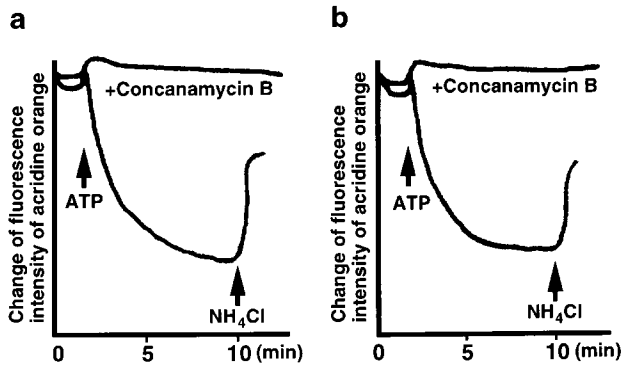 a
Change of fluorescence
intensity of acridine orange
+Concanamycin B
ATP
NH4Cl
0 5 10 (min)
b
Change of fluorescence
intensity of acridine orange
+Concanamycin B
ATP
NH4Cl
0 5 10 (min)